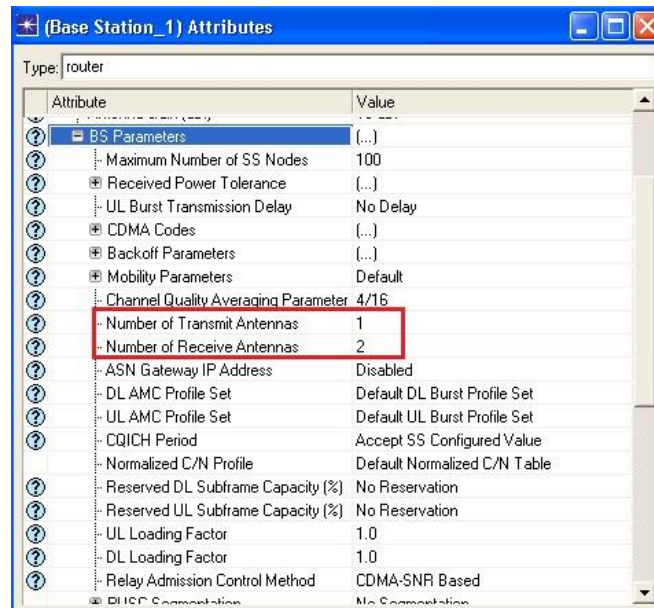 (Base Station_1) Attributes
Type: router
Attribute Value
BS Parameters (...)
Maximum Number of SS Nodes 100
Received Power Tolerance (...)
UL Burst Transmission Delay No Delay
CDMA Codes (...)
Backoff Parameters (...)
Mobility Parameters Default
Channel Quality Averaging Parameter 4/16
Number of Transmit Antennas 1
Number of Receive Antennas 2
ASN Gateway IP Address Disabled
DL AMC Profile Set Default DL Burst Profile Set
UL AMC Profile Set Default UL Burst Profile Set
CQICH Period Accept SS Configured Value
Normalized C/N Profile Default Normalized C/N Table
Reserved DL Subframe Capacity (%) No Reservation
Reserved UL Subframe Capacity (%) No Reservation
UL Loading Factor 1.0
DL Loading Factor 1.0
Relay Admission Control Method CDMA-SNR Based
PUSC Segmentation No Segmentation